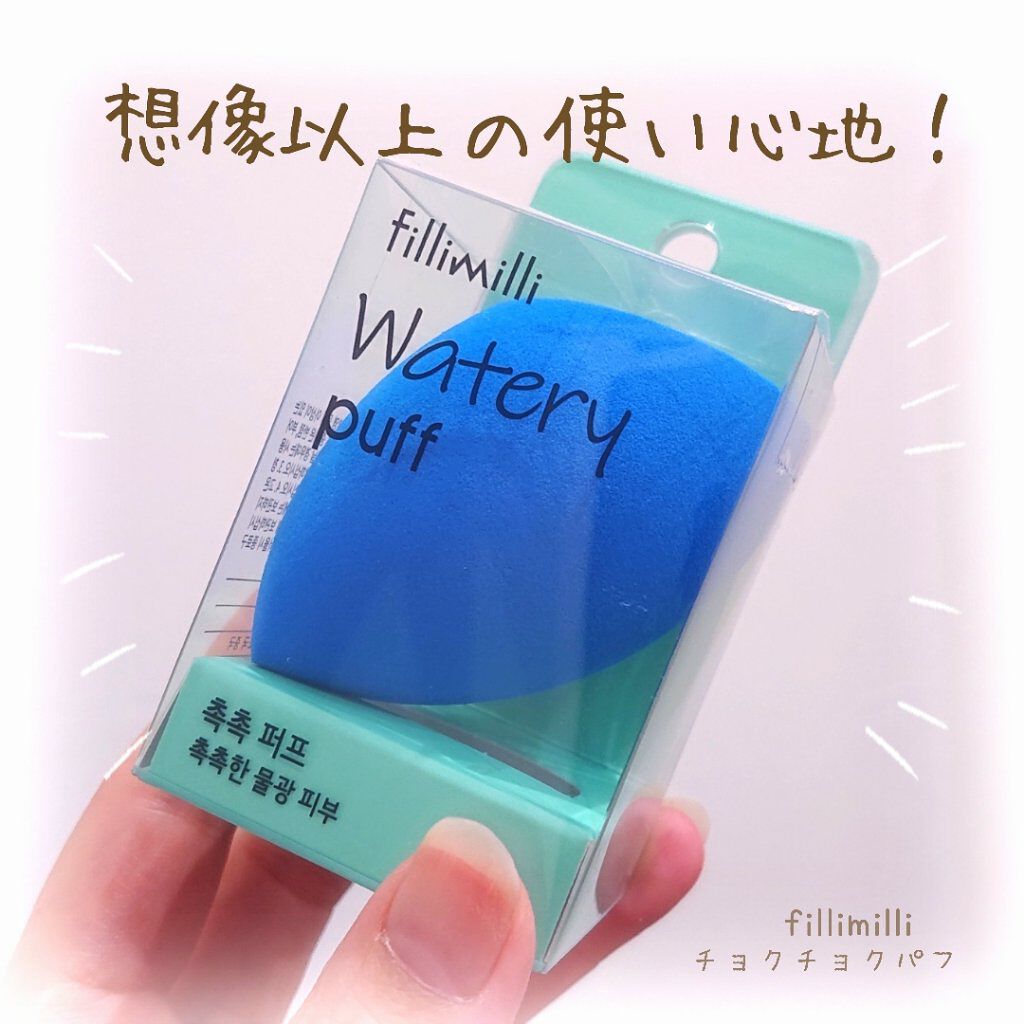 想像以上の使い心地！
fillimilli
Watery
puff
촉촉 퍼프
촉촉한 물광 피부
fillimilli
チョクチョクパフ